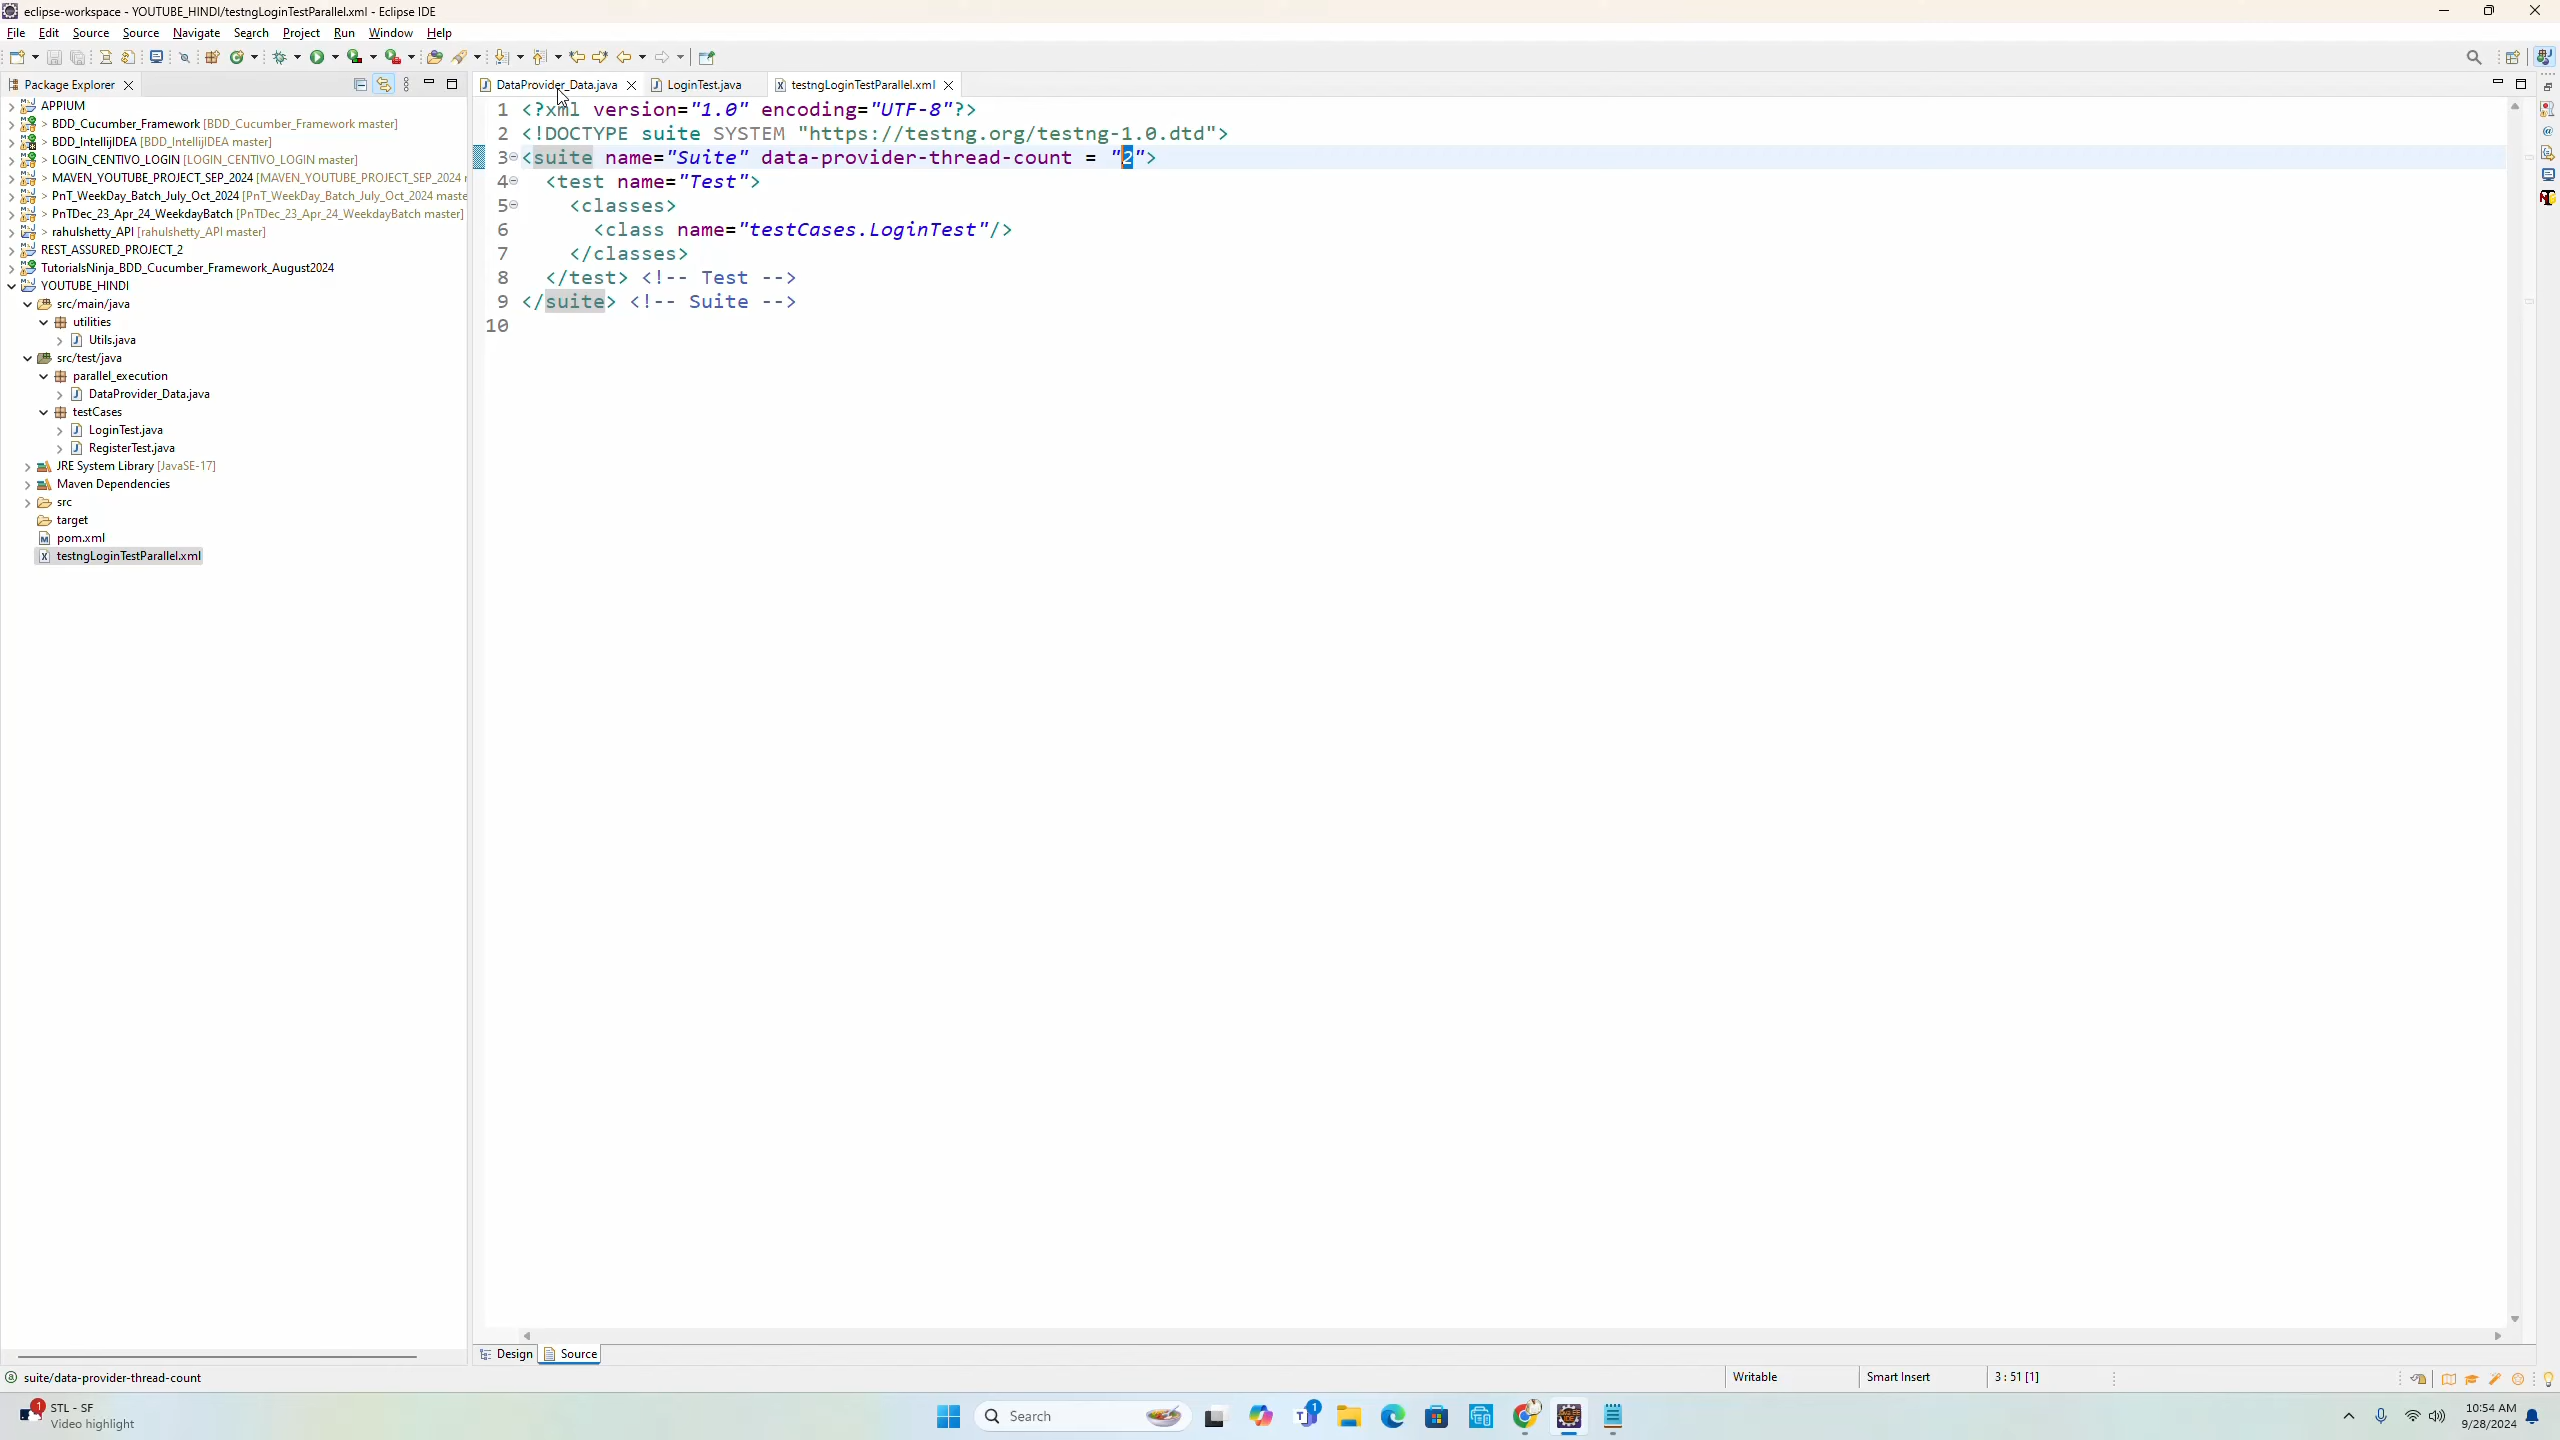 eclipse-workspace - YOUTUBE_HINDI/testngLoginTestParallel.xml - Eclipse IDE
File Edit Source Source Navigate Search Project Run Window Help
Package Explorer
DataProvider_Data.java LoginTest.java testngLoginTestParallel.xml
APPIUM
> BDD_Cucumber_Framework [BDD_Cucumber_Framework master]
> BDD_IntellijIDEA [BDD_IntellijIDEA master]
> LOGIN_CENTIVO_LOGIN [LOGIN_CENTIVO_LOGIN master]
> MAVEN_YOUTUBE_PROJECT_SEP_2024 [MAVEN_YOUTUBE_PROJECT_SEP_2024
> PnT_WeekDay_Batch_July_Oct_2024 [PnT_WeekDay_Batch_July_Oct_2024 maste
> PnTDec_23_Apr_24_WeekdayBatch [PnTDec_23_Apr_24_WeekdayBatch master]
> rahulshetty_API [rahulshetty_API master]
REST_ASSURED_PROJECT_2
TutorialsNinja_BDD_Cucumber_Framework_August2024
YOUTUBE_HINDI
src/main/java
utilities
Utils.java
src/test/java
parallel_execution
DataProvider_Data.java
testCases
LoginTest.java
RegisterTest.java
JRE System Library [JavaSE-17]
Maven Dependencies
src
target
pom.xml
testngLoginTestParallel.xml
1 <?xml version="1.0" encoding="UTF-8"?>
2 <!DOCTYPE suite SYSTEM "https://testng.org/testng-1.0.dtd">
3 <suite name="Suite" data-provider-thread-count = "2">
4 <test name="Test">
5 <classes>
6 <class name="testCases.LoginTest"/>
7 </classes>
8 </test> <!-- Test -->
9 </suite> <!-- Suite -->
10
Design Source
suite/data-provider-thread-count
Writable
Smart Insert
3 : 51 [1]
1
STL - SF
Video highlight
Search
1
10:54 AM
9/28/2024